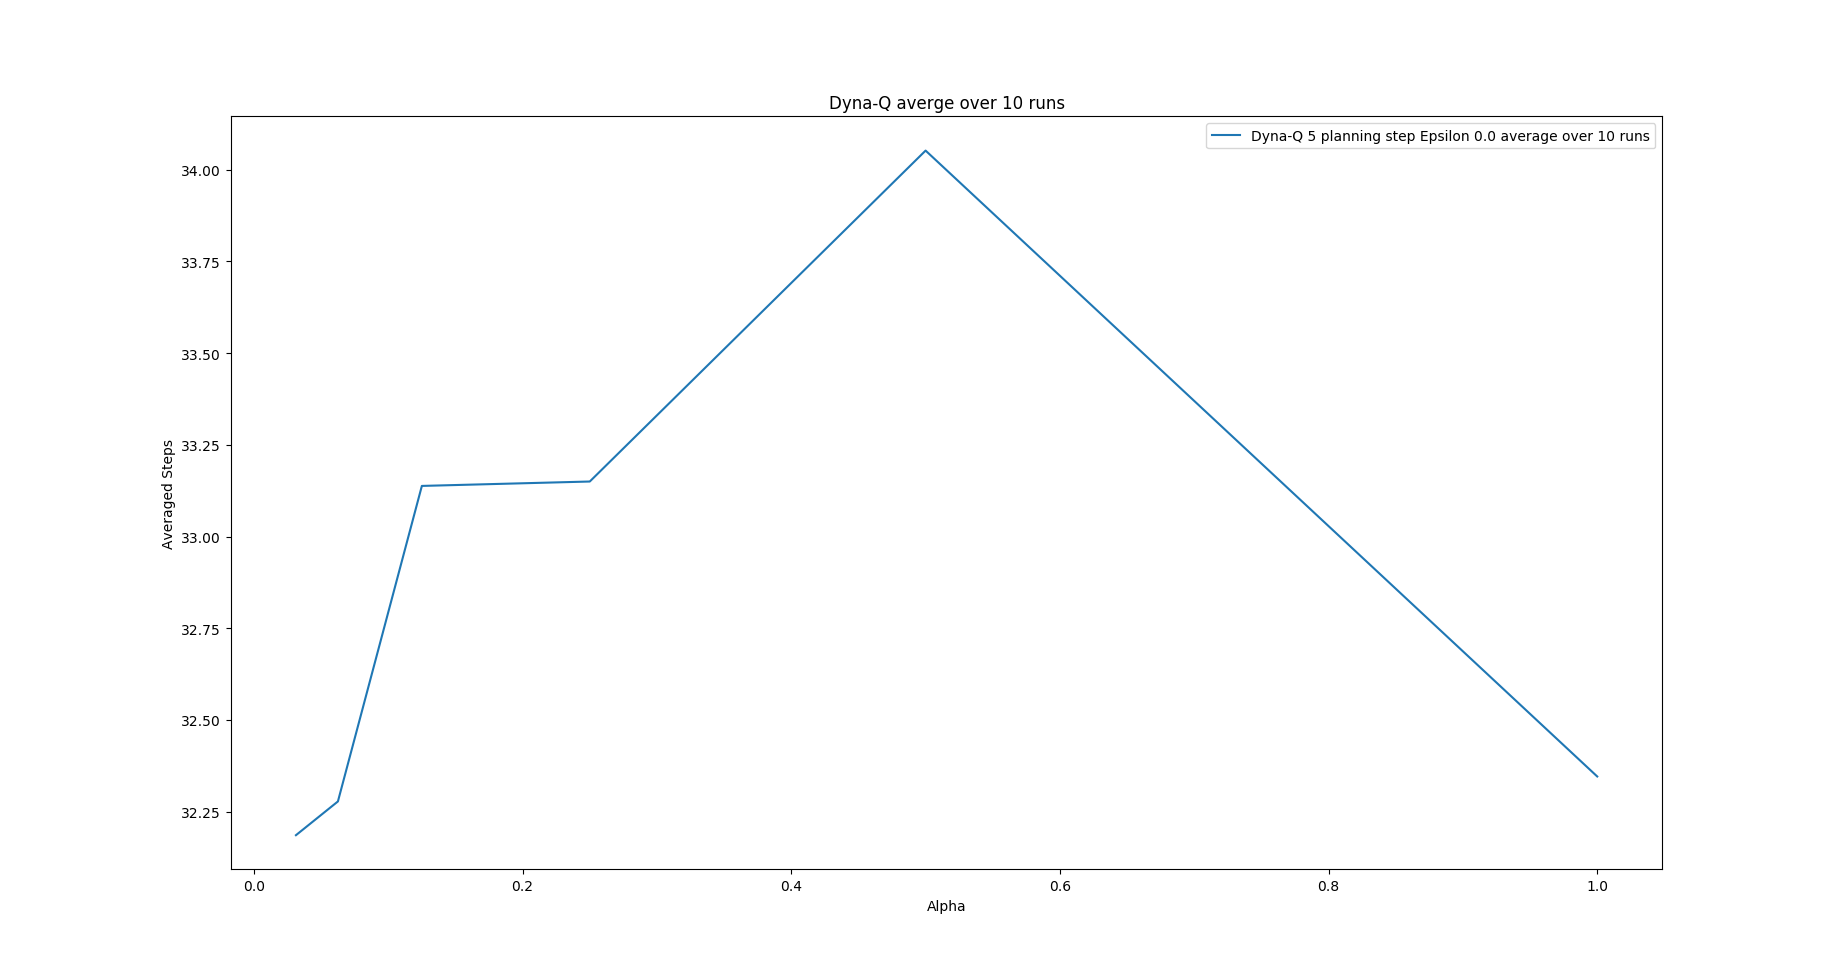 Dyna-Q averge over 10 runs
Dyna-Q 5 planning step Epsilon 0.0 average over 10 runs
34.00
33.75
33.50
33.25
33.00
32.75
32.50
32.25
Averaged Steps
0.0 0.2 0.4 0.6 0.8 1.0
Alpha